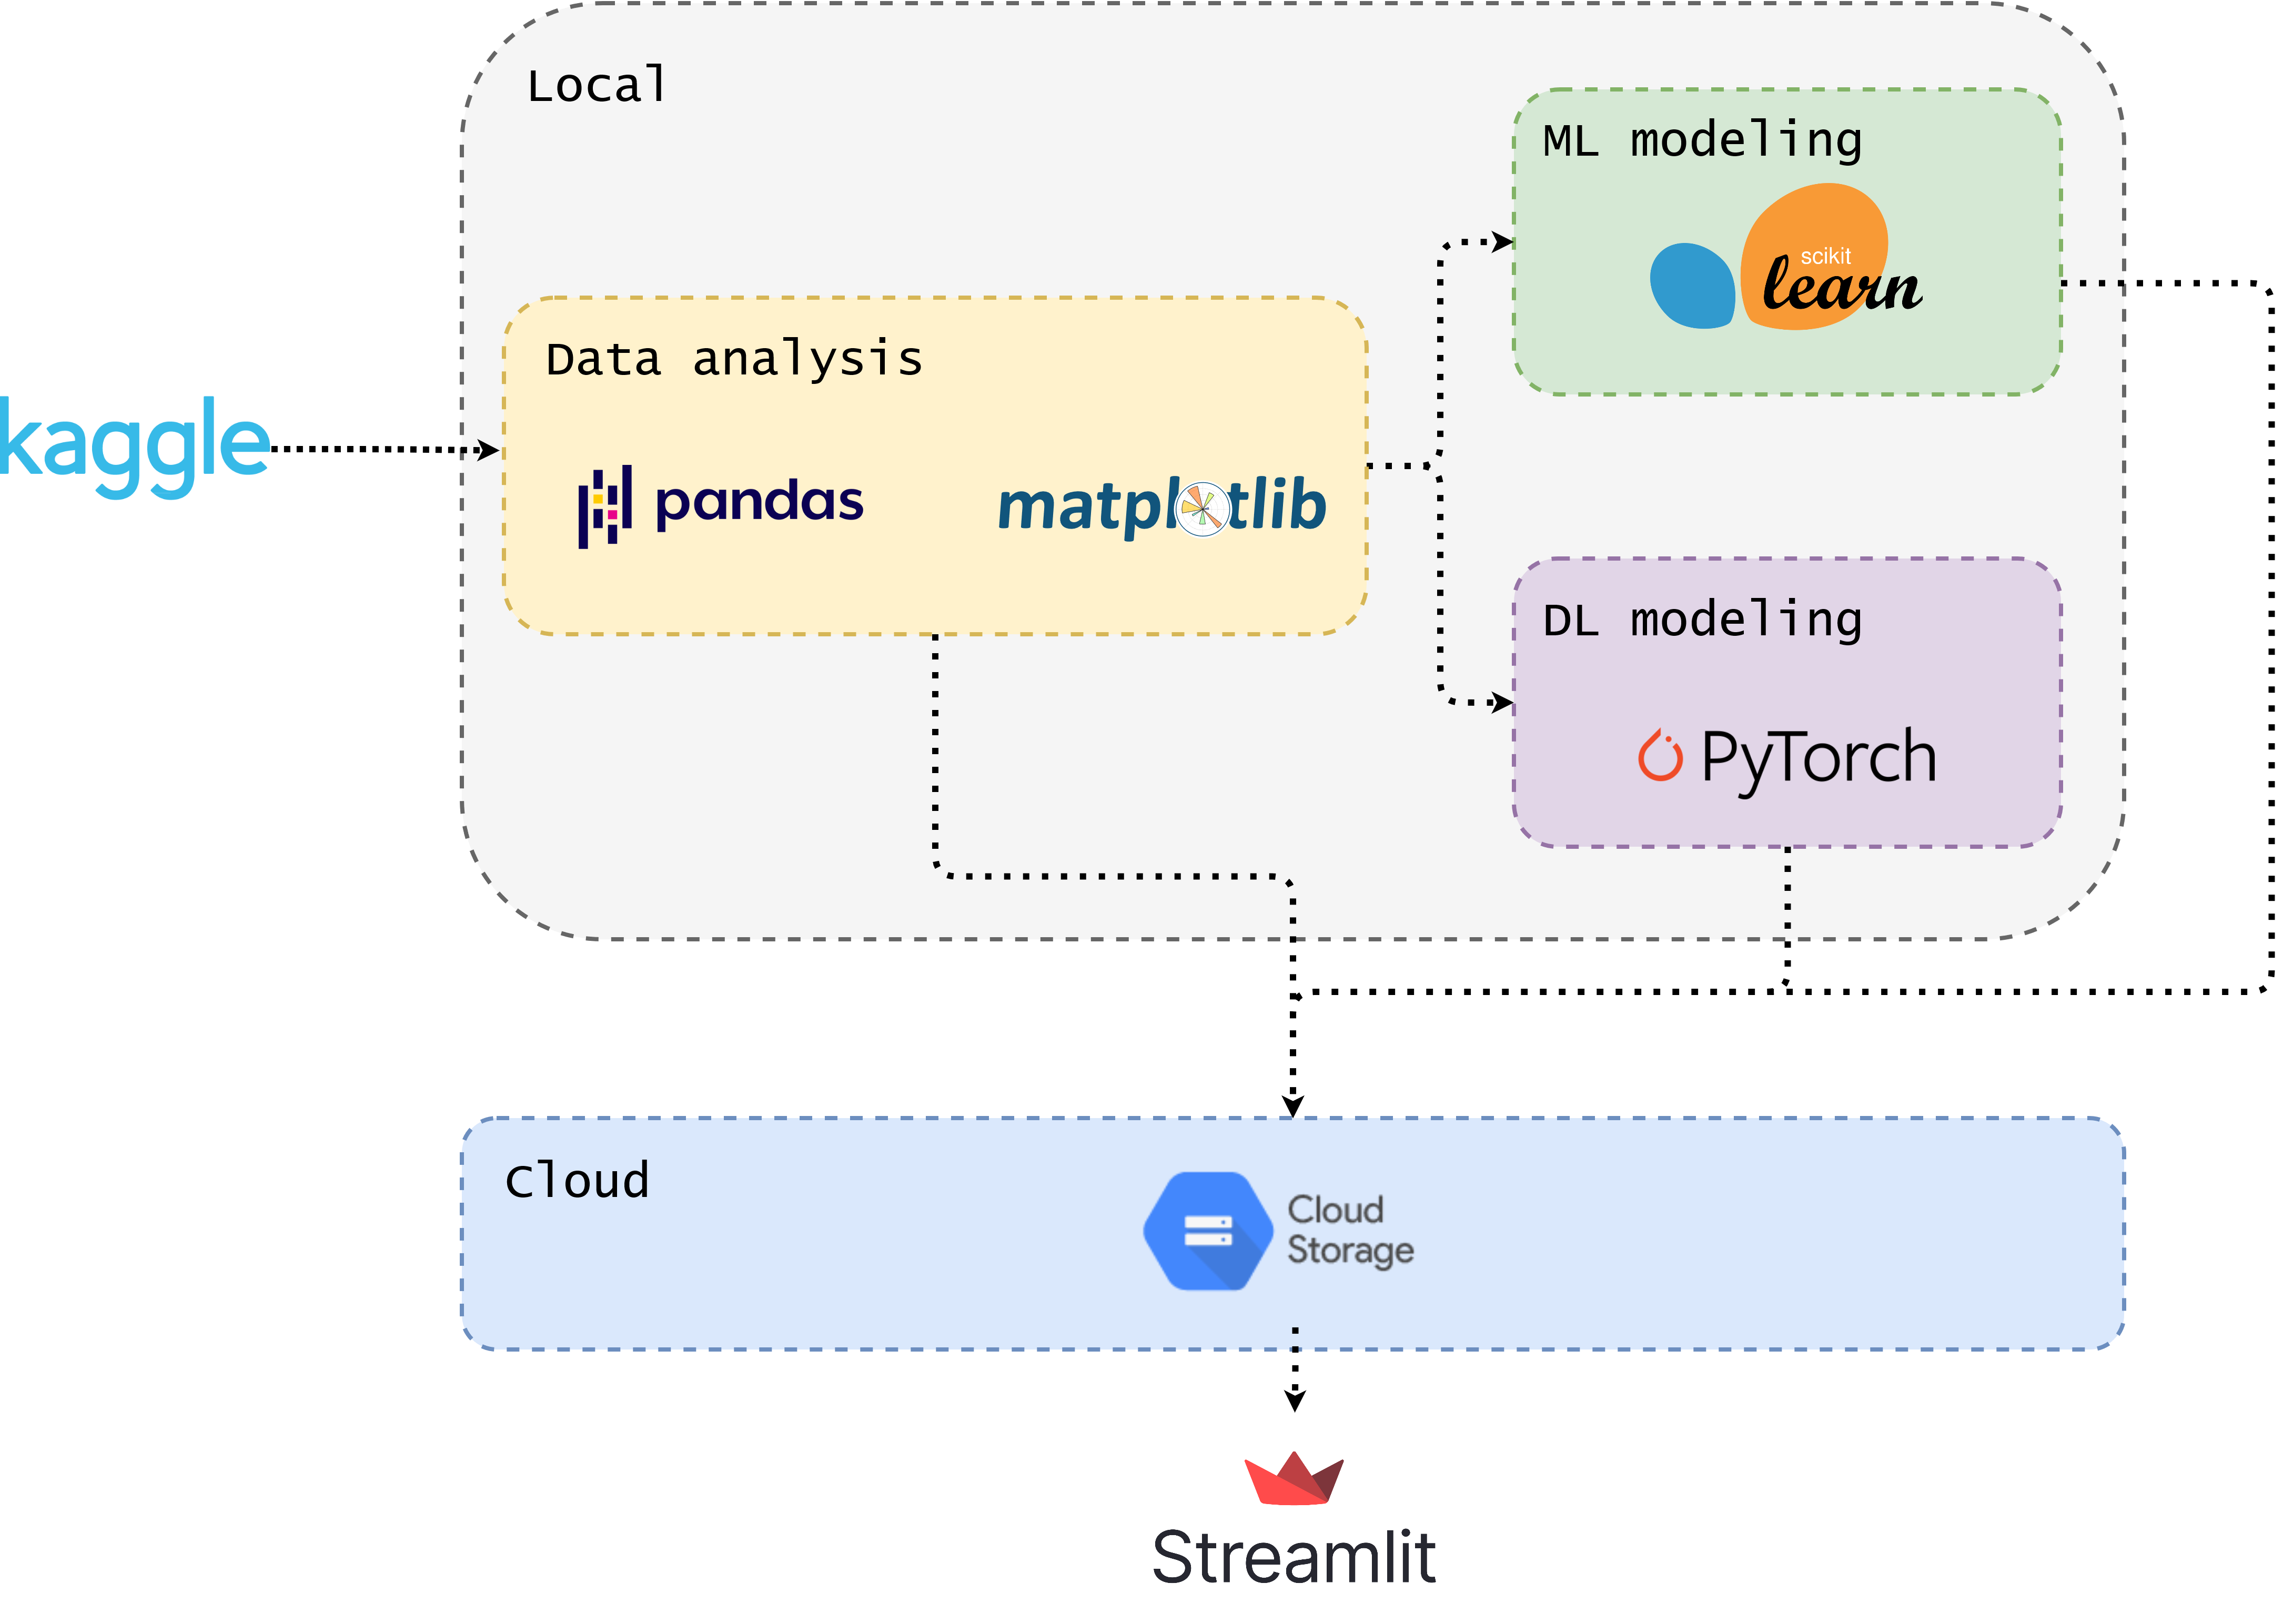 Local
ML modeling
scikit
learn
Data analysis
kaggle
pandas
matplotlib
DL modeling
PyTorch
Cloud
Cloud
Storage
Streamlit